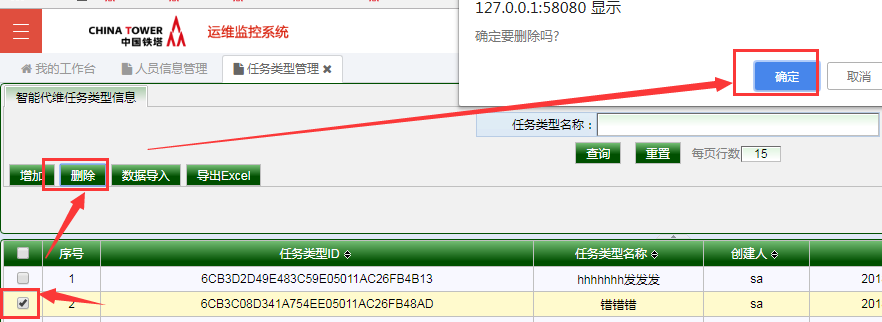 127.0.0.1:58080 显示
CHINA TOWER
中国铁塔
运维监控系统
确定要删除吗?
我的工作台 人员信息管理 任务类型管理
确定 取消
智能代维任务类型信息
任务类型名称：
查询 重置 每页行数 15
增加 删除 数据导入 导出Excel
序号 任务类型ID 任务类型名称 创建人
1 6CB3D2D49E483C59E05011AC26FB4B13 hhhhhhh发发发 sa 201
2 6CB3C08D341A754EE05011AC26FB48AD 错错错 sa 201